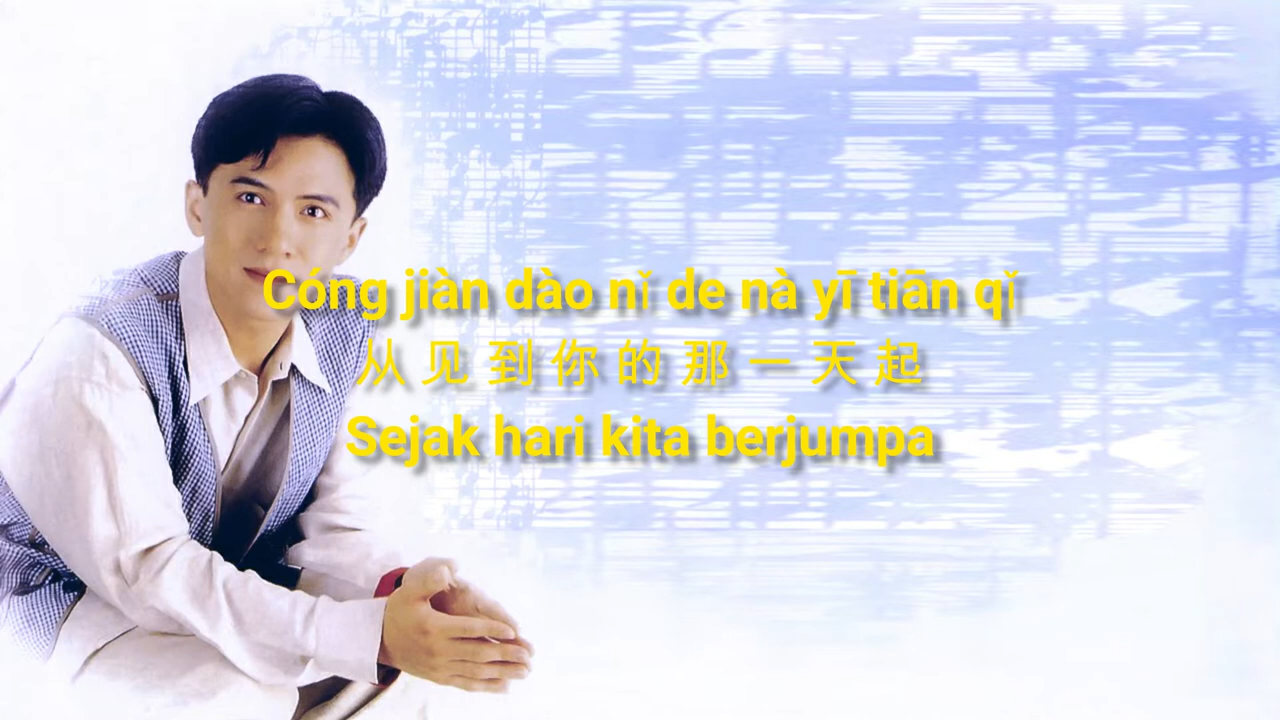 Cóng jiàn dào nǐ de nà yī tiān qǐ
从见到你的那一天起
Sejak hari kita berjumpa